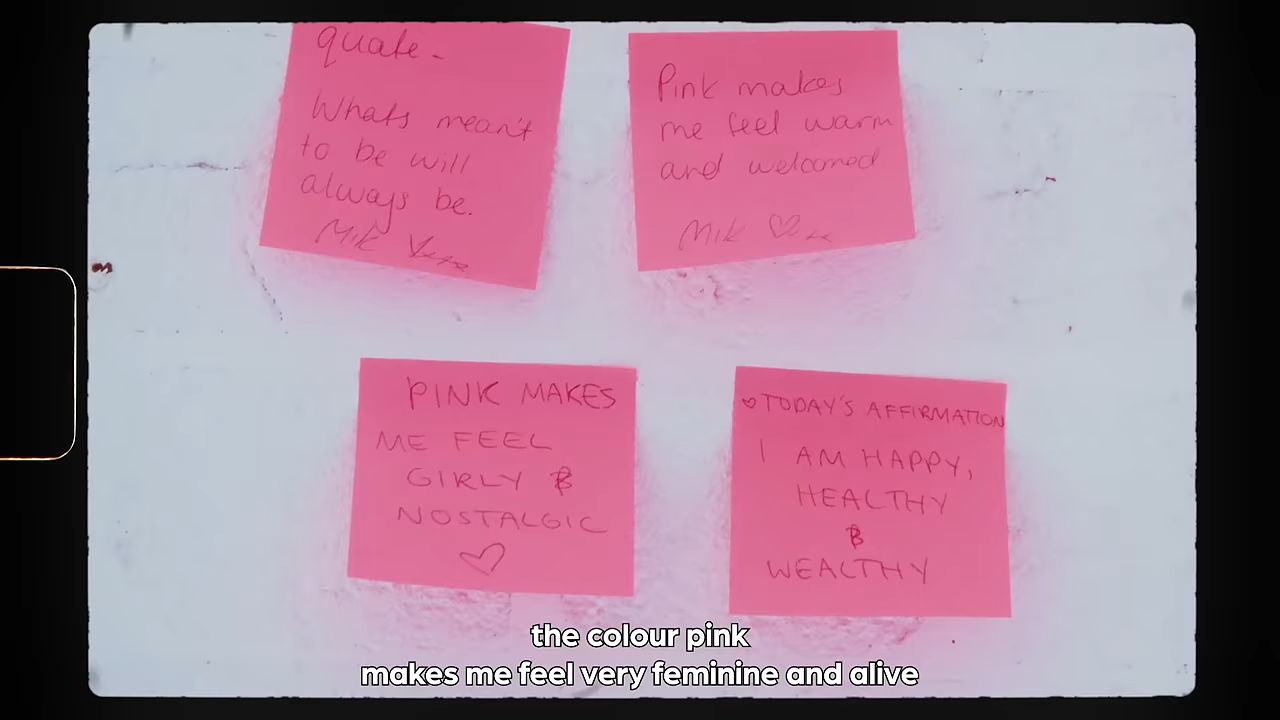 quote-
Whats meant
to be will
always be.
Mik
Pink makes
me feel warm
and welcomed
Mik
PINK MAKES
ME FEEL
GIRLY &
NOSTALGIC
TODAY'S AFFIRMATION
I AM HAPPY,
HEALTHY
&
WEALTHY
the colour pink
makes me feel very feminine and alive